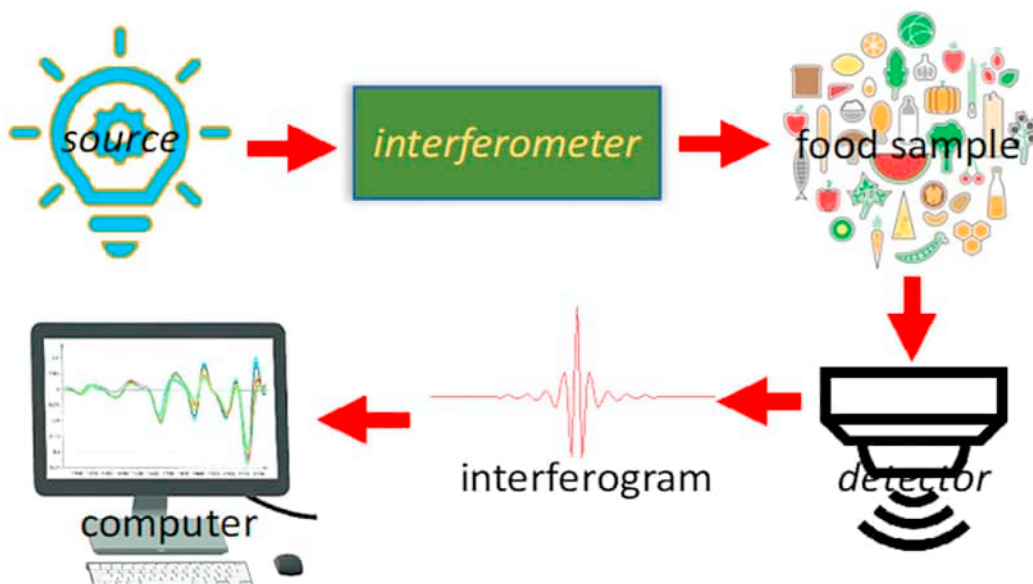 source
interferometer
food sample
interferogram
detector
computer